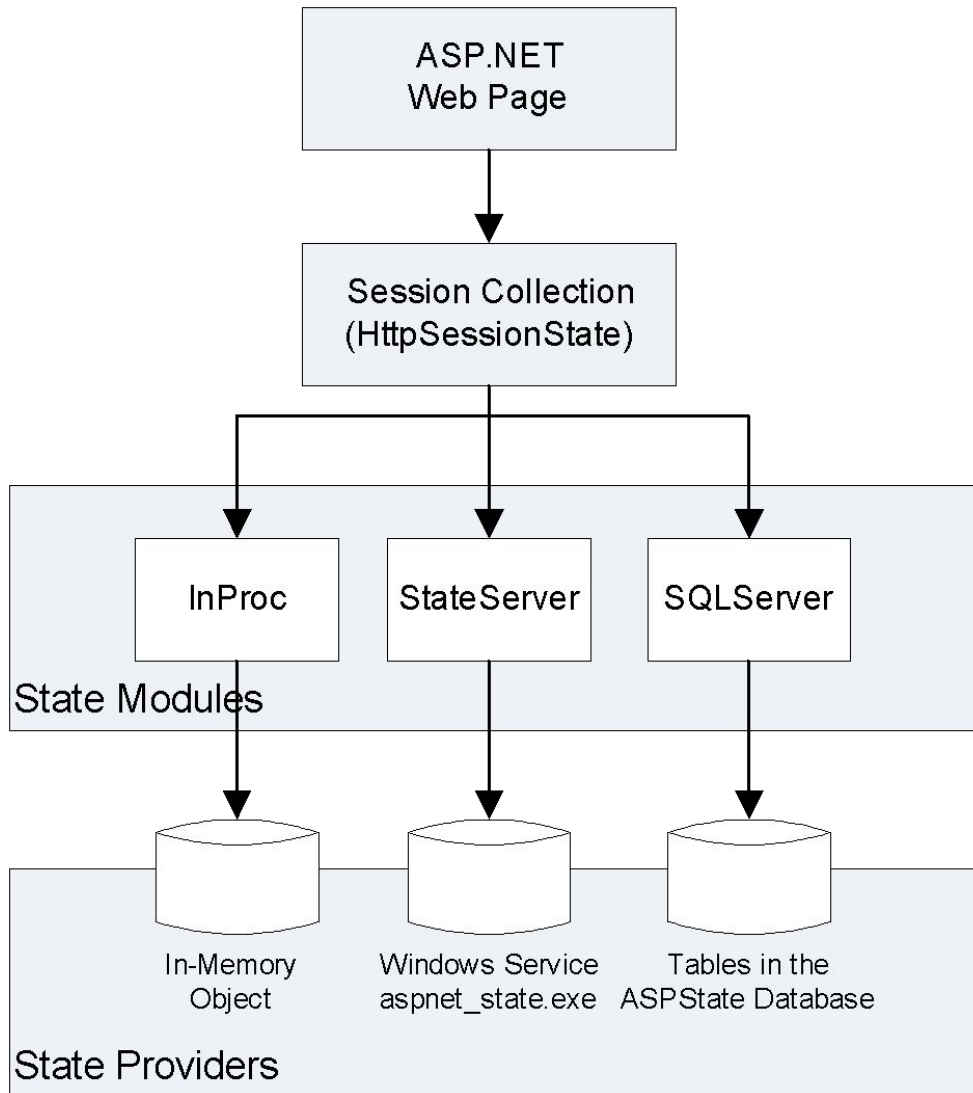 ASP.NET
Web Page
Session Collection
(HttpSessionState)
InProc
StateServer
SQLServer
State Modules
In-Memory
Object
Windows Service
aspnet_state.exe
Tables in the
ASPState Database
State Providers